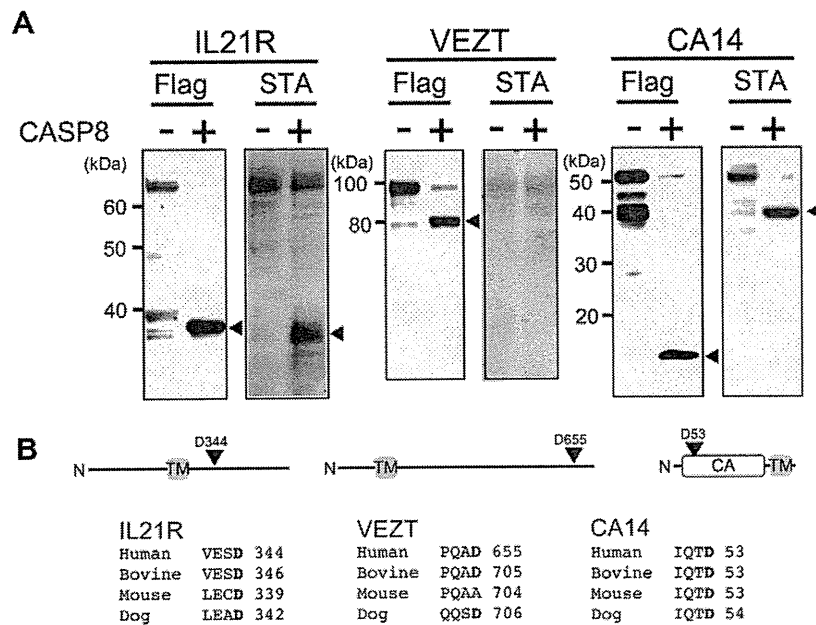 A
IL21R VEZT CA14
Flag STA Flag STA Flag STA
CASP8 - + - + - + - + - + - +
(kDa) (kDa) (kDa)
60
50
40
100
80
50
40
30
20
B
D344 D655 D53
N TM N TM N CA TM
IL21R VEZT CA14
Human VESD 344 Human PQAD 655 Human IQTD 53
Bovine VESD 346 Bovine PQAD 705 Bovine IQTD 53
Mouse LECD 339 Mouse PQAA 704 Mouse IQTD 53
Dog LEAD 342 Dog QQSD 706 Dog IQTD 54